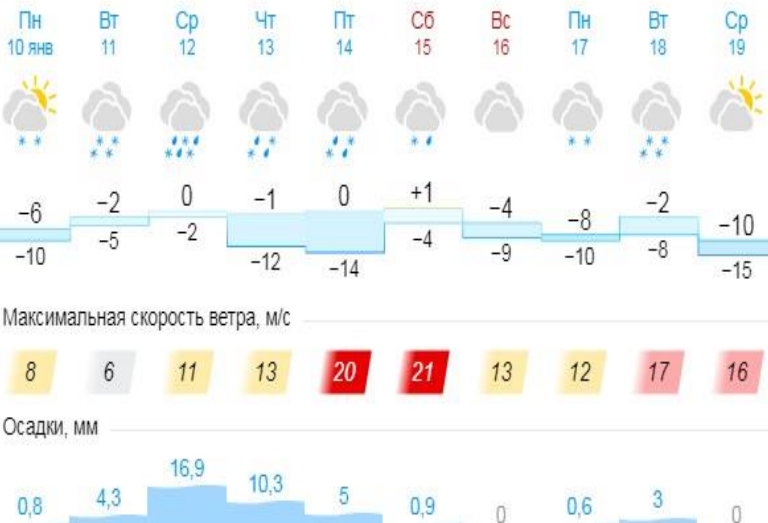 Пн Вт Ср Чт Пт Сб Вс Пн Вт Ср
10 янв 11 12 13 14 15 16 17 18 19
−6 −2 0 −1 0 +1 −4 −8 −2 −10
−10 −5 −2 −12 −14 −4 −9 −10 −8 −15
Максимальная скорость ветра, м/с
8 6 11 13 20 21 13 12 17 16
Осадки, мм
0,8 4,3 16,9 10,3 5 0,9 0 0,6 3 0